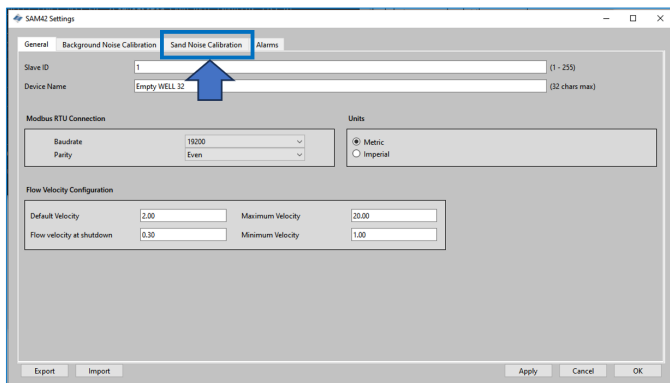 SAM42 Settings
General Background Noise Calibration Sand Noise Calibration Alarms
Slave ID 1 (1 - 255)
Device Name Empty WELL 32 (32 chars max)
Modbus RTU Connection Units
Baudrate 19200 Metric
Parity Even Imperial
Flow Velocity Configuration
Default Velocity 2.00 Maximum Velocity 20.00
Flow velocity at shutdown 0.30 Minimum Velocity 1.00
Export Import Apply Cancel OK